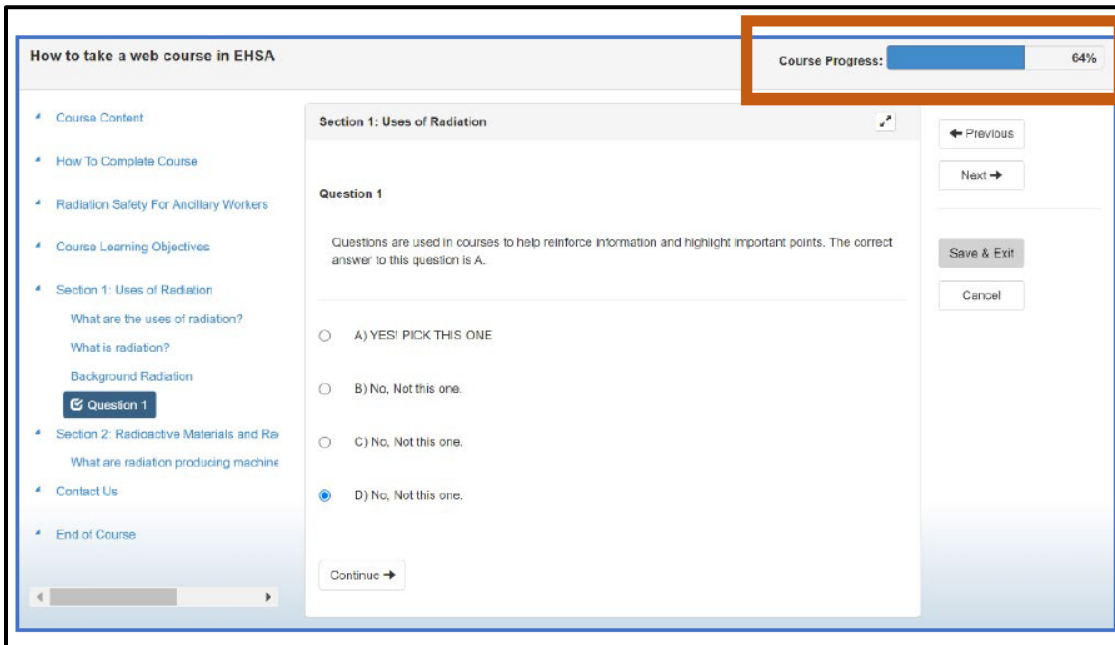 How to take a web course in EHSA
Course Progress:
64%
Course Content
How To Complete Course
Radiation Safety For Ancillary Workers
Course Learning Objectives
Section 1: Uses of Radiation
What are the uses of radiation?
What is radiation?
Background Radiation
Question 1
Section 2: Radioactive Materials and Ra
What are radiation producing machine
Contact Us
End of Course
Section 1: Uses of Radiation
Question 1
Questions are used in courses to help reinforce information and highlight important points. The correct
answer to this question is A.
A) YES! PICK THIS ONE
B) No, Not this one.
C) No, Not this one.
D) No, Not this one.
Continue
Previous
Next
Save & Exit
Cancel